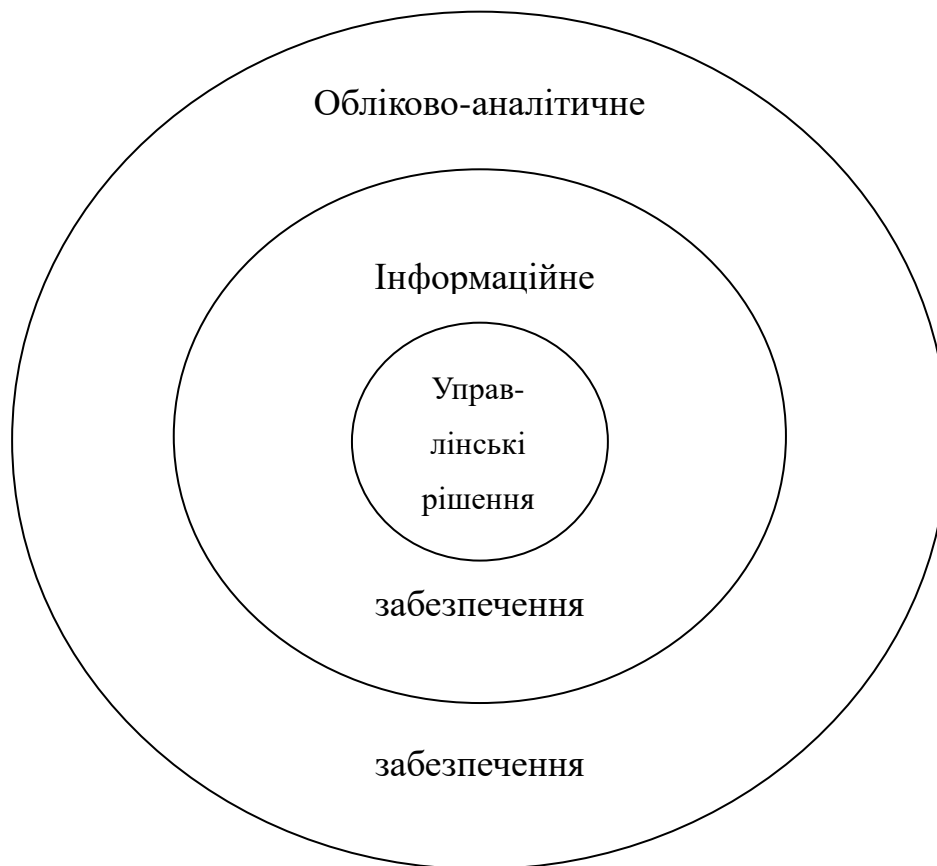 Обліково-аналітичне
Інформаційне
Управ-
лінські
рішення
забезпечення
забезпечення